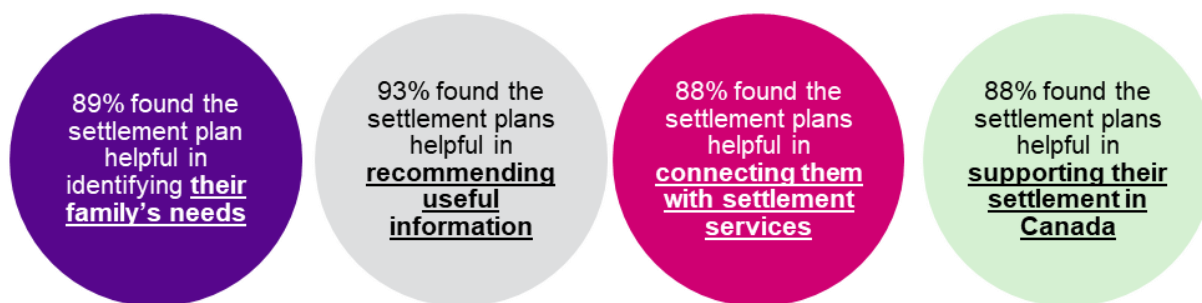 89% found the
settlement plan
helpful in
identifying their
family's needs
93% found the
settlement plans
helpful in
recommending
useful
information
88% found the
settlement plans
helpful in
connecting them
with settlement
services
88% found the
settlement plans
helpful in
supporting their
settlement in
Canada